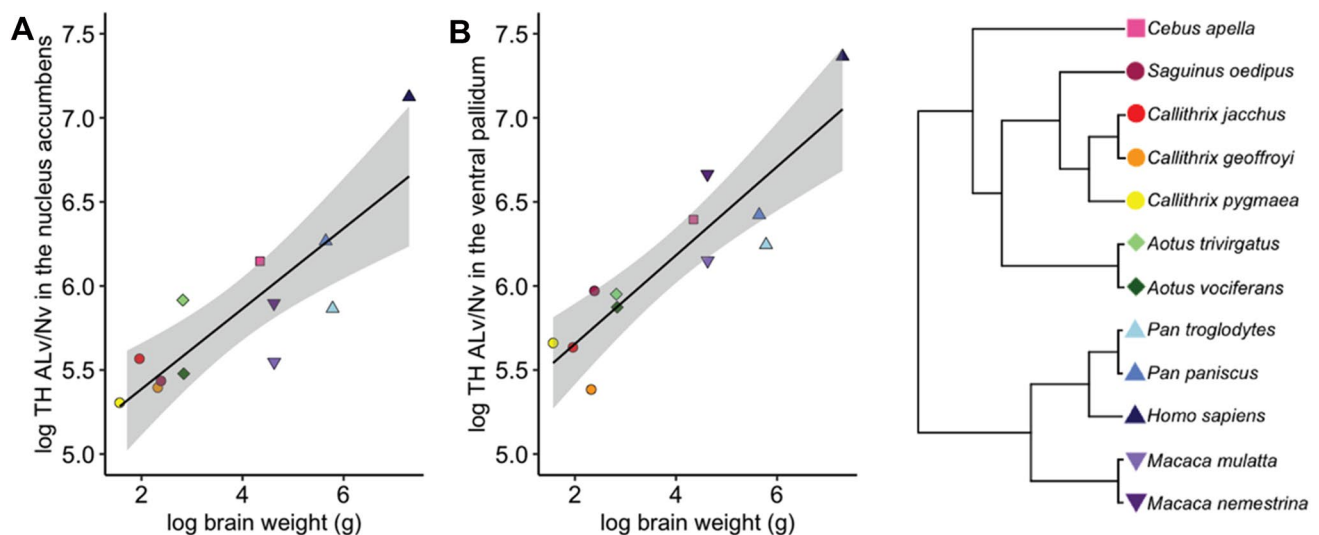 A
log TH ALv/Nv in the nucleus accumbens
7.5
7.0
6.5
6.0
5.5
5.0
2 4 6
log brain weight (g)
B
log TH ALv/Nv in the ventral pallidum
7.5
7.0
6.5
6.0
5.5
5.0
2 4 6
log brain weight (g)
Cebus apella
Saguinus oedipus
Callithrix jacchus
Callithrix geoffroyi
Callithrix pygmaea
Aotus trivirgatus
Aotus vociferans
Pan troglodytes
Pan paniscus
Homo sapiens
Macaca mulatta
Macaca nemestrina